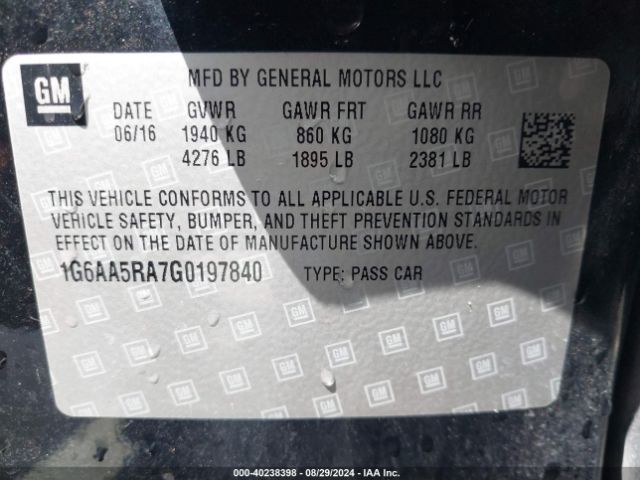 GM
MFD BY GENERAL MOTORS LLC
DATE GVWR GAWR FRT GAWR RR
06/16 1940 KG 860 KG 1080 KG
4276 LB 1895 LB 2381 LB
THIS VEHICLE CONFORMS TO ALL APPLICABLE U.S. FEDERAL MOTOR
VEHICLE SAFETY, BUMPER, AND THEFT PREVENTION STANDARDS IN
EFFECT ON THE DATE OF MANUFACTURE SHOWN ABOVE.
1G6AA5RA7G0197840 TYPE: PASS CAR
000-40238398 - 08/29/2024 - IAA Inc.